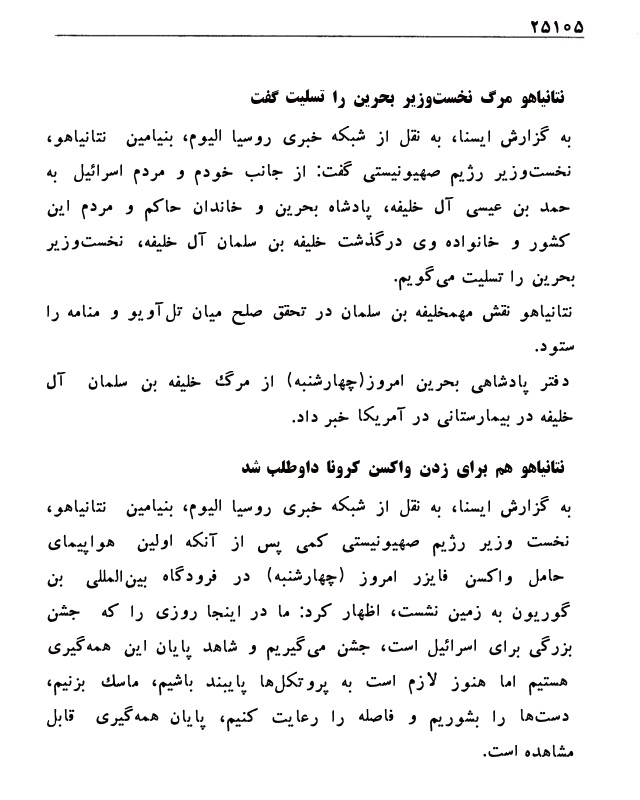 ۲۵۱۰۵
نتانیاهو مرگ نخست‌وزیر بحرین را تسلیت گفت
به گزارش ایسنا، به نقل از شبکه خبری روسیا الیوم، بنیامین نتانیاهو،
نخست‌وزیر رژیم صهیونیستی گفت: از جانب خودم و مردم اسرائیل به
حمد بن عیسی آل خلیفه، پادشاه بحرین و خاندان حاکم و مردم این
کشور و خانواده وی درگذشت خلیفه بن سلمان آل خلیفه، نخست‌وزیر
بحرین را تسلیت می‌گویم.
نتانیاهو نقش مهمخلیفه بن سلمان در تحقق صلح میان تل‌آویو و منامه را
ستود.
دفتر پادشاهی بحرین امروز(چهارشنبه) از مرگ خلیفه بن سلمان آل
خلیفه در بیمارستانی در آمریکا خبر داد.
نتانیاهو هم برای زدن واکسن کرونا داوطلب شد
به گزارش ایسنا، به نقل از شبکه خبری روسیا الیوم، بنیامین نتانیاهو،
نخست وزیر رژیم صهیونیستی کمی پس از آنکه اولین هواپیمای
حامل واکسن فایزر امروز (چهارشنبه) در فرودگاه بین‌المللی بن
گوریون به زمین نشست، اظهار کرد: ما در اینجا روزی را که جشن
بزرگی برای اسرائیل است، جشن می‌گیریم و شاهد پایان این همه‌گیری
هستیم اما هنوز لازم است به پروتکل‌ها پایبند باشیم، ماسك بزنیم،
دست‌ها را بشوریم و فاصله را رعایت کنیم، پایان همه‌گیری قابل
مشاهده است.